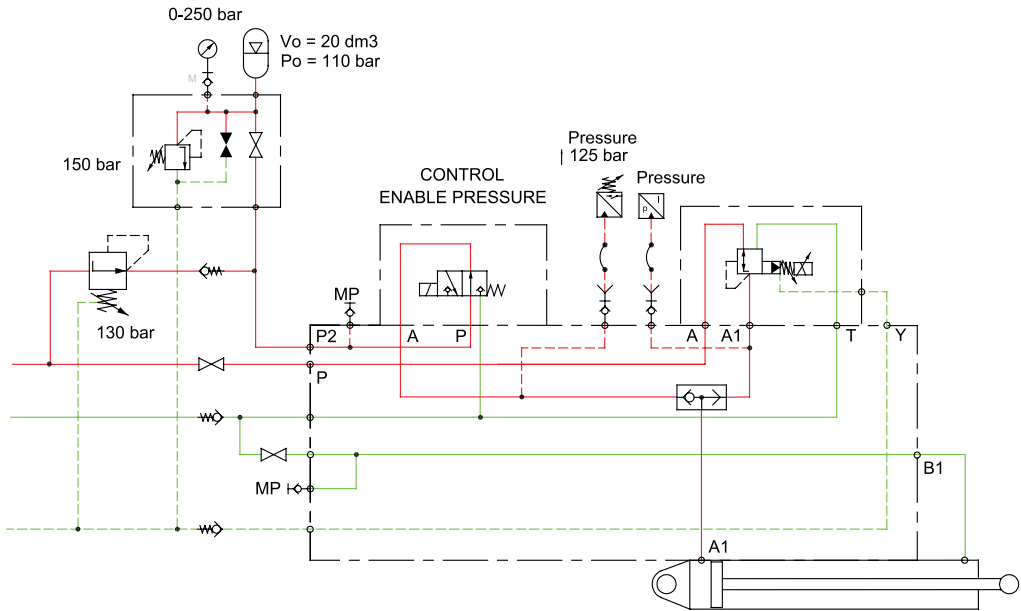 0-250 bar
Vo = 20 dm3
Po = 110 bar
M
150 bar
Pressure
125 bar
Pressure
CONTROL
ENABLE PRESSURE
p
I
130 bar
MP
P2
A
P
A
A1
T
Y
P
MP
B1
A1